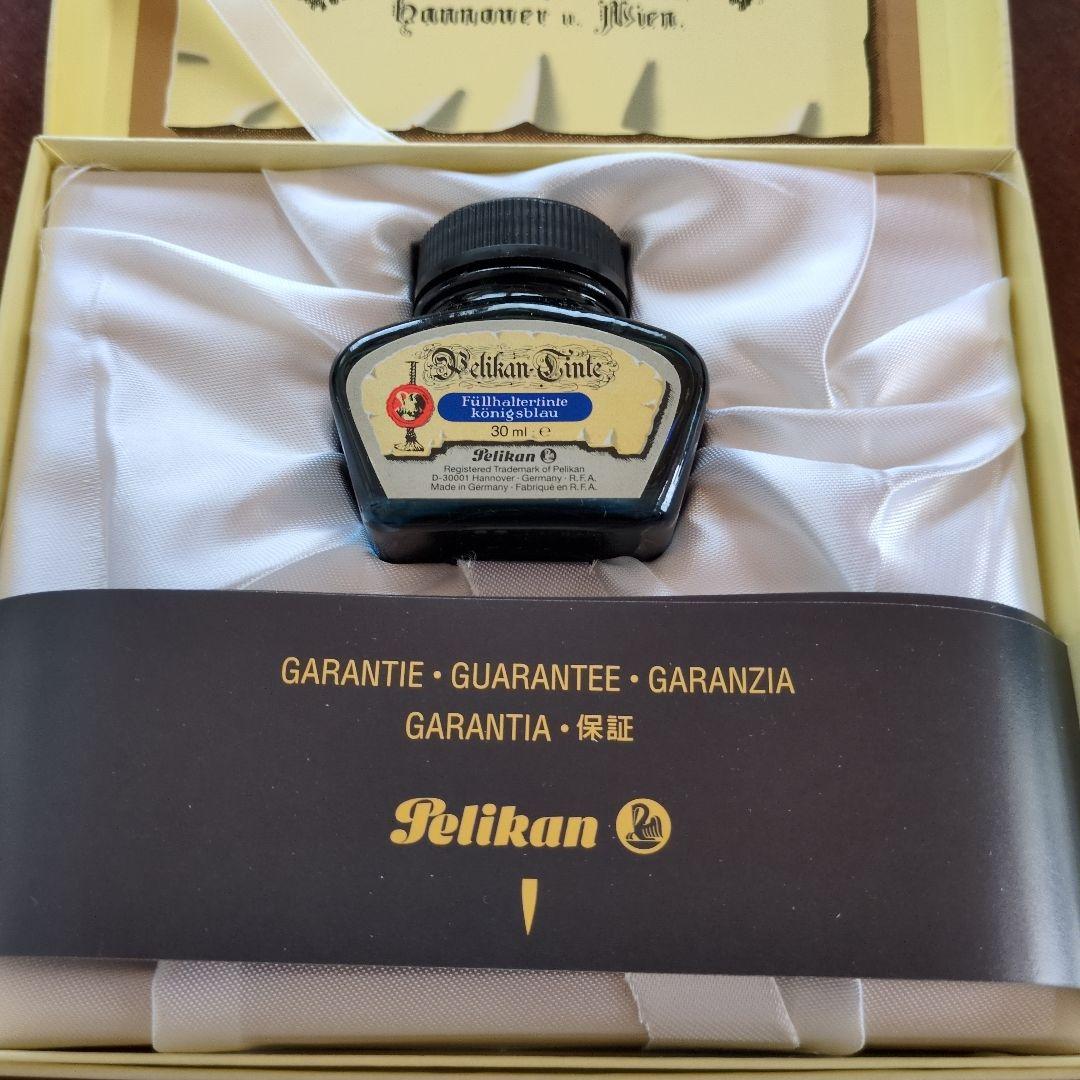 Hannover u. Wien.
Pelikan-Tinte
Füllhaltertinte
königsblau
30 ml e
Pelikan
Registered Trademark of Pelikan
D-30001 Hannover · Germany · R.F.A.
Made in Germany · Fabriqué en R.F.A.
GARANTIE • GUARANTEE • GARANZIA
GARANTIA • 保証
Pelikan